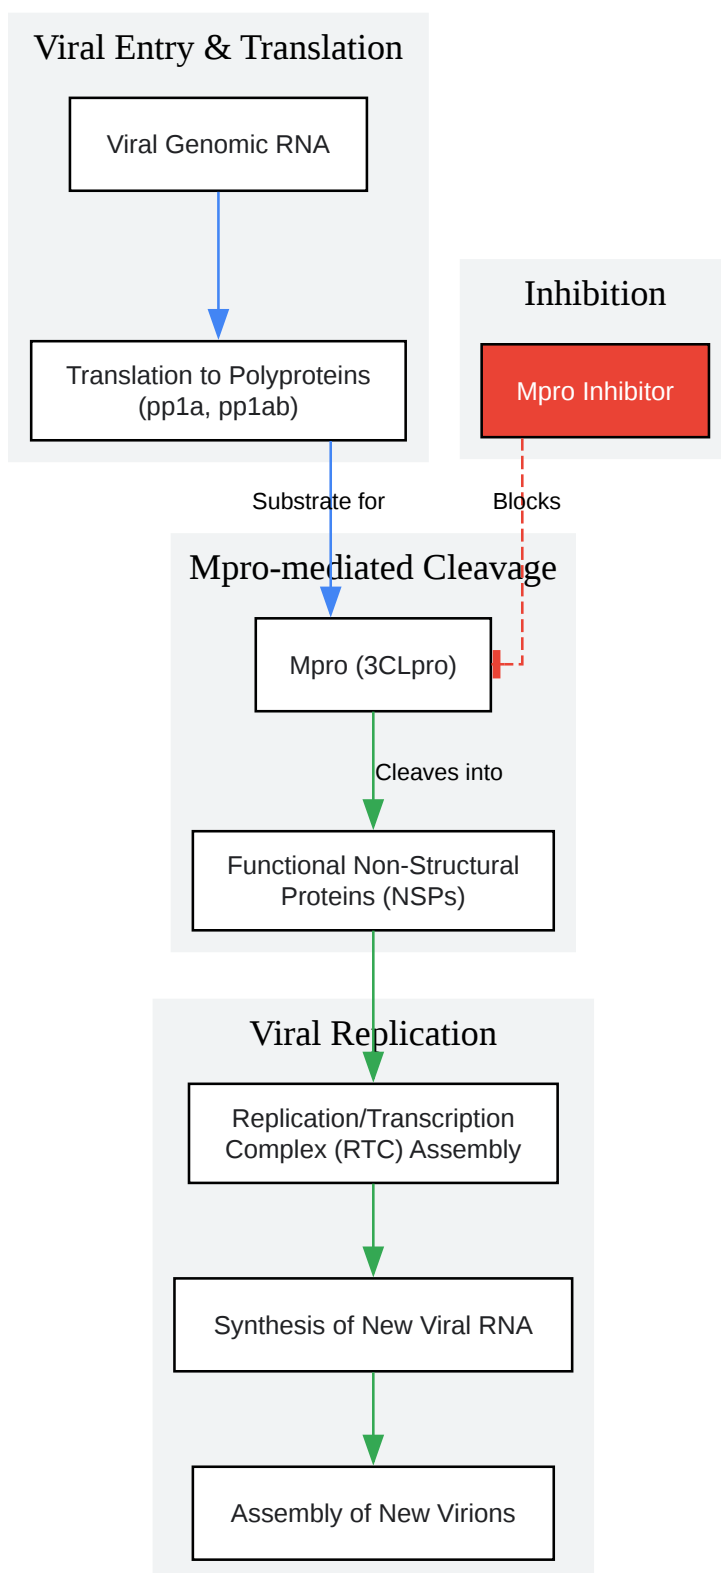 Viral Entry & Translation
Viral Genomic RNA
Translation to Polyproteins
(pp1a, pp1ab)
Inhibition
Mpro Inhibitor
Substrate for
Blocks
Mpro-mediated Cleavage
Mpro (3CLpro)
Cleaves into
Functional Non-Structural
Proteins (NSPs)
Viral Replication
Replication/Transcription
Complex (RTC) Assembly
Synthesis of New Viral RNA
Assembly of New Virions